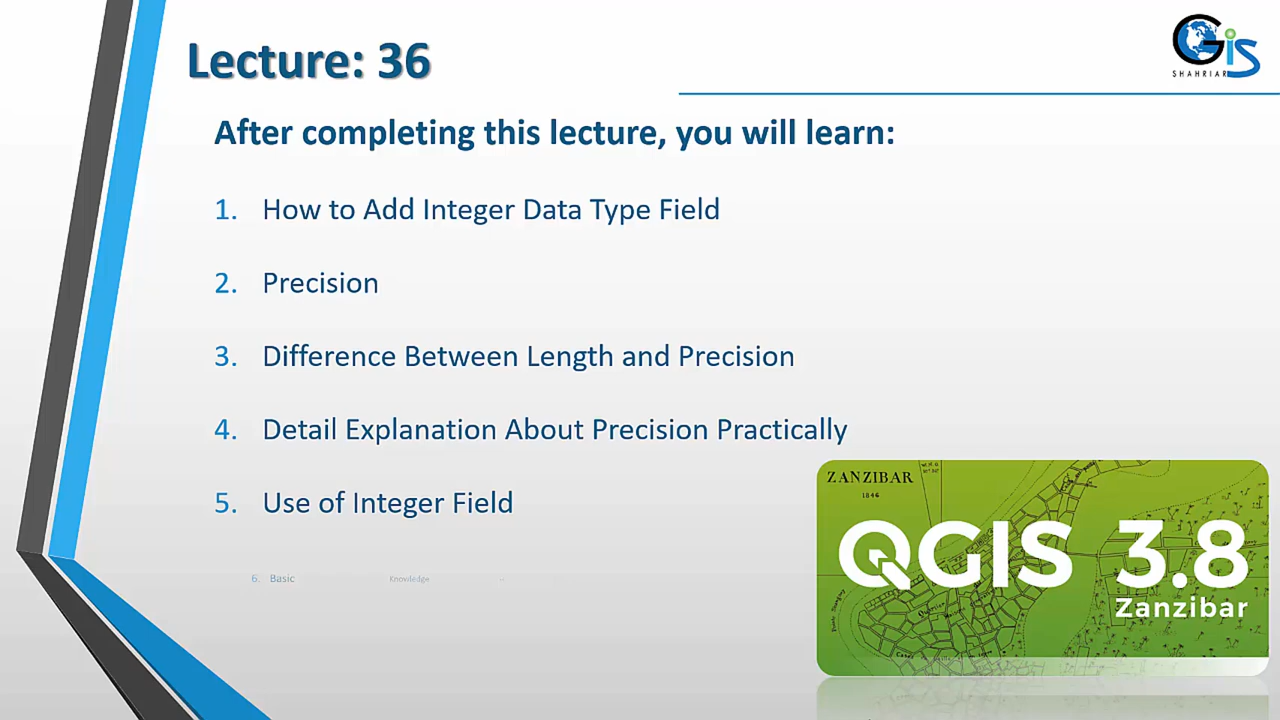 Lecture: 36
GIS
SHAHRIAR
After completing this lecture, you will learn:
1. How to Add Integer Data Type Field
2. Precision
3. Difference Between Length and Precision
4. Detail Explanation About Precision Practically
5. Use of Integer Field
6. Basic Knowledge
ZANZIBAR
1846
QGIS 3.8
Zanzibar